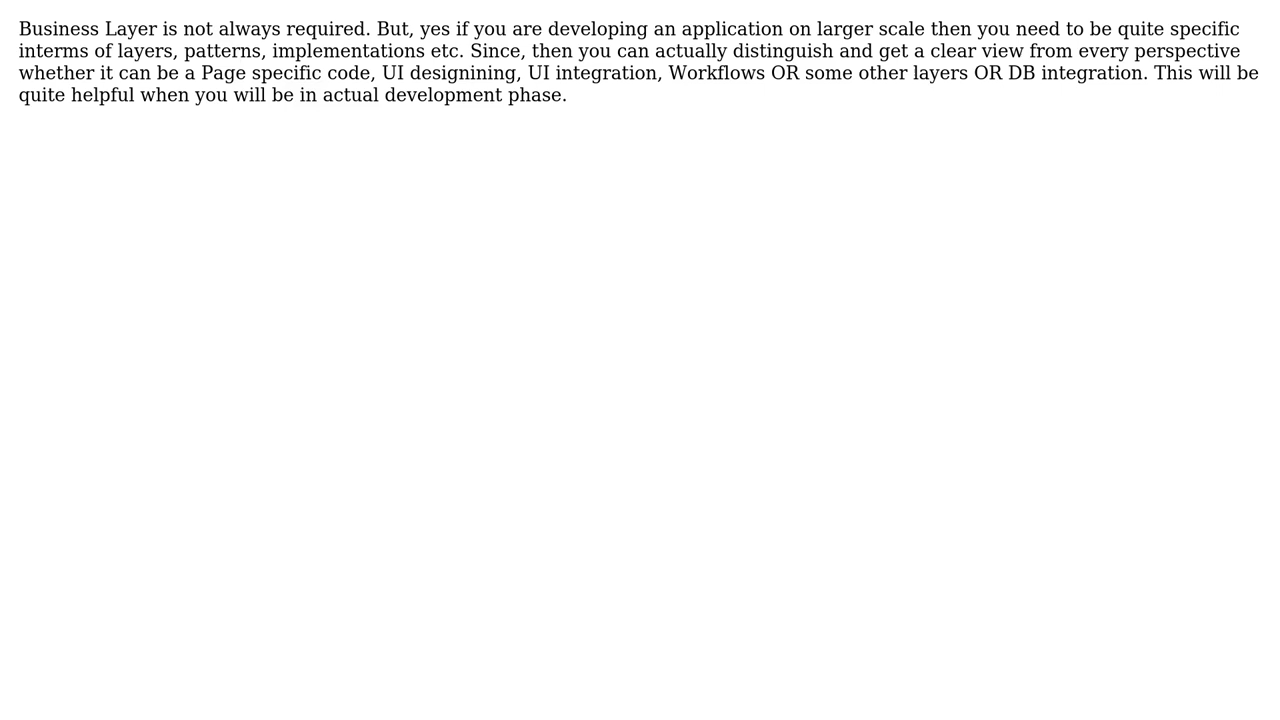 Business Layer is not always required. But, yes if you are developing an application on larger scale then you need to be quite specific
interms of layers, patterns, implementations etc. Since, then you can actually distinguish and get a clear view from every perspective
whether it can be a Page specific code, UI designining, UI integration, Workflows OR some other layers OR DB integration. This will be
quite helpful when you will be in actual development phase.